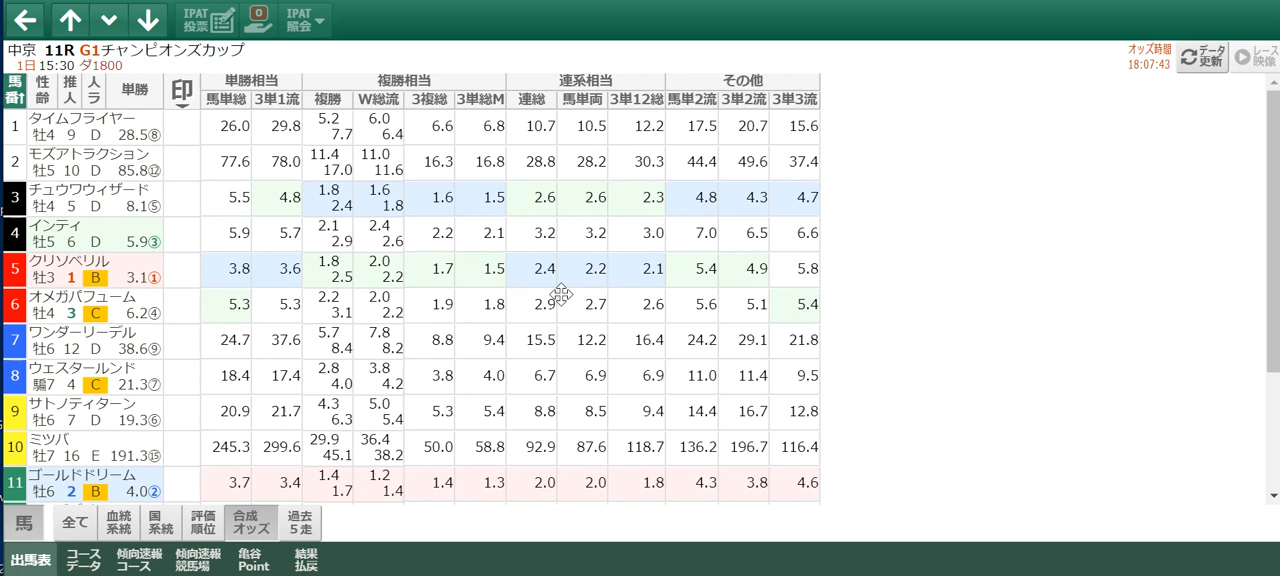 IPAT
投票
0
IPAT
照会
中京 11R G1チャンピオンズカップ
1日 15:30 ダ1800
オッズ時間
18:07:43
データ
更新
レース
映像
馬番 性齢 推人 人ラ 単勝 印 単勝相当 複勝相当 連系相当 その他
馬単総 3単1流 複勝 W総流 3複総 3単総M 連総 馬単両 3単12総 馬単2流 3単2流 3単3流
1 タイムフライヤー 26.0 29.8 5.2 6.0 6.6 6.8 10.7 10.5 12.2 17.5 20.7 15.6
牡4 9 D 28.5⑧ 7.7 6.4
2 モズアトラクション 77.6 78.0 11.4 11.0 16.3 16.8 28.8 28.2 30.3 44.4 49.6 37.4
牡5 10 D 85.8⑫ 17.0 11.6
3 チュウワウィザード 5.5 4.8 1.8 1.6 1.6 1.5 2.6 2.6 2.3 4.8 4.3 4.7
牡4 5 D 8.1⑤ 2.4 1.8
4 インティ 5.9 5.7 2.1 2.4 2.2 2.1 3.2 3.2 3.0 7.0 6.5 6.6
牡5 6 D 5.9③ 2.9 2.6
5 クリソベリル 3.8 3.6 1.8 2.0 1.7 1.5 2.4 2.2 2.1 5.4 4.9 5.8
牡3 1 B 3.1① 2.5 2.2
6 オメガパフューム 5.3 5.3 2.2 2.0 1.9 1.8 2.9 2.7 2.6 5.6 5.1 5.4
牡4 3 C 6.2④ 3.1 2.2
7 ワンダーリーデル 24.7 37.6 5.7 7.8 8.8 9.4 15.5 12.2 16.4 24.2 29.1 21.8
牡6 12 D 38.6⑨ 8.4 8.2
8 ウェスタールンド 18.4 17.4 2.8 3.8 3.8 4.0 6.7 6.9 6.9 11.0 11.4 9.5
騸7 4 C 21.3⑦ 4.0 4.2
9 サトノティターン 20.9 21.7 4.3 5.0 5.3 5.4 8.8 8.5 9.4 14.4 16.7 12.8
牡6 7 D 19.3⑥ 6.3 5.4
10 ミツバ 245.3 299.6 29.9 36.4 50.0 58.8 92.9 87.6 118.7 136.2 196.7 116.4
牡7 16 E 191.3⑮ 45.1 38.2
11 ゴールドドリーム 3.7 3.4 1.4 1.2 1.4 1.3 2.0 2.0 1.8 4.3 3.8 4.6
牡6 2 B 4.0② 1.7 1.4
馬 全て 血統系統 国系統 評価順位 合成オッズ 過去5走
出馬表 コースデータ 傾向速報コース 傾向速報競馬場 亀谷Point 結果払戻